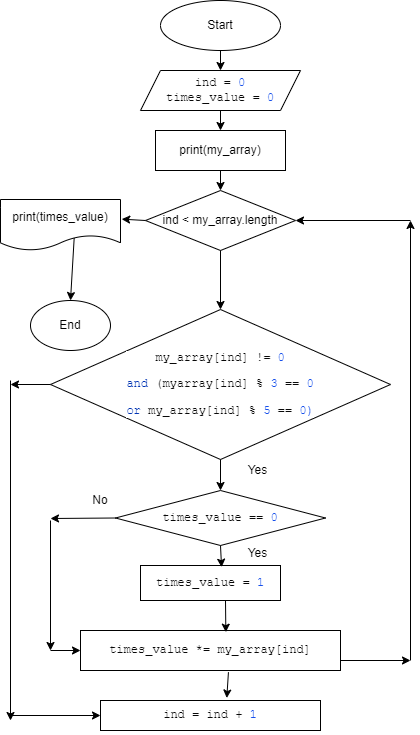 Start
ind = 0
times_value = 0
print(my_array)
ind < my_array.length
print(times_value)
End
my_array[ind] != 0
and (myarray[ind] % 3 == 0
or my_array[ind] % 5 == 0)
Yes
No
times_value == 0
Yes
times_value = 1
times_value *= my_array[ind]
ind = ind + 1